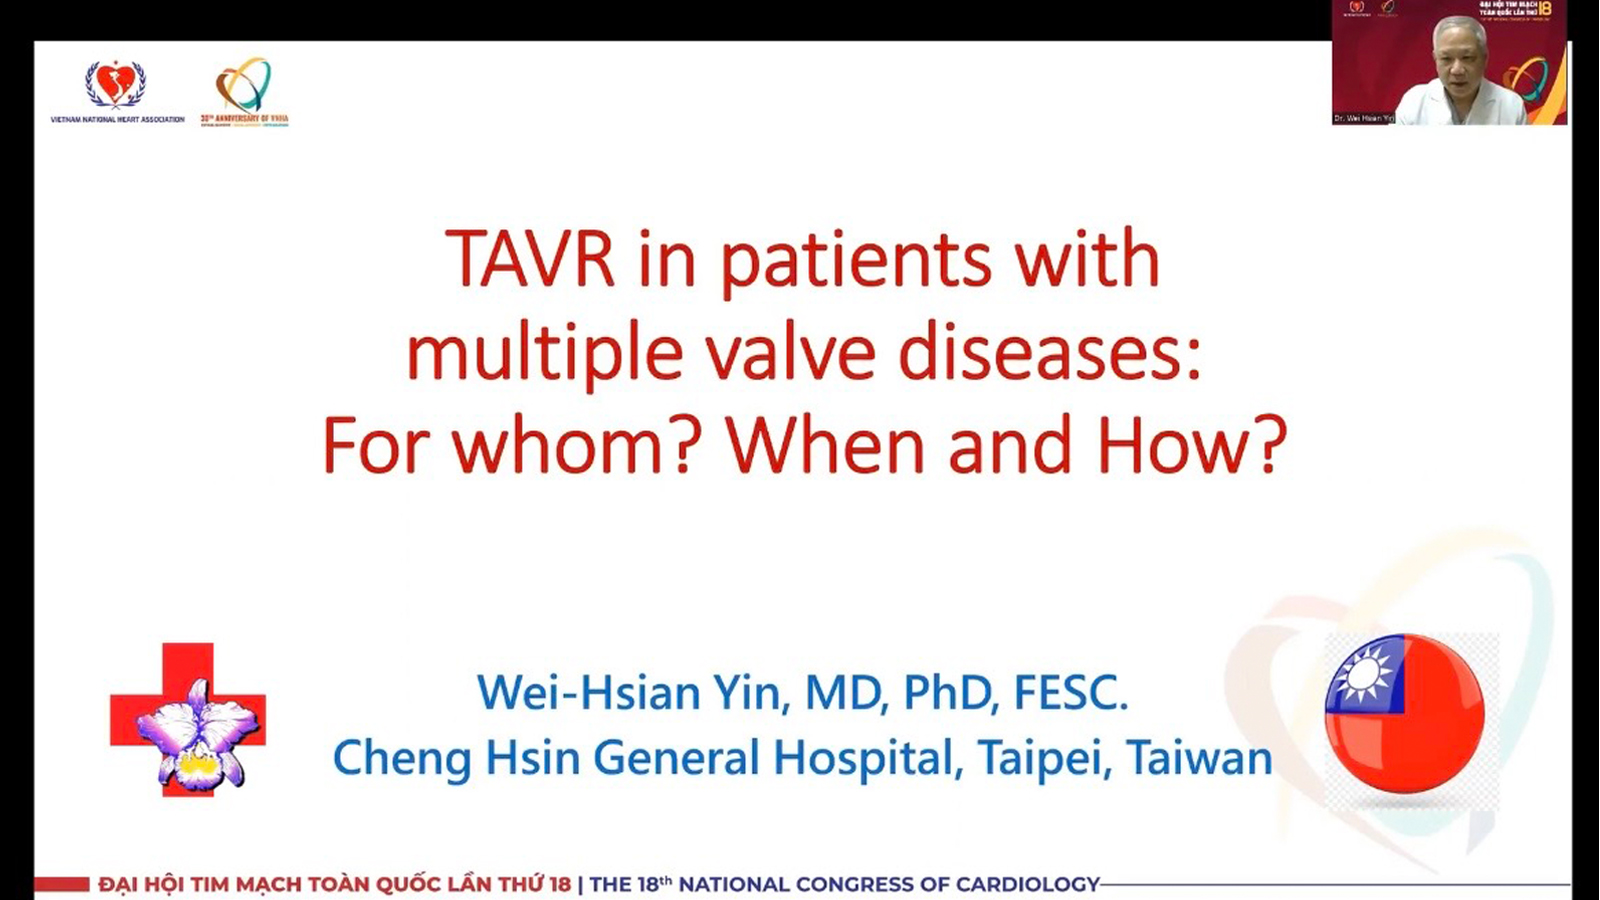 VIETNAM NATIONAL HEART ASSOCIATION
30TH ANNIVERSARY OF VNHA
ĐẠI HỘI TIM MẠCH
TOÀN QUỐC LẦN THỨ 18
Dr. Wei Hsian Yin
TAVR in patients with
multiple valve diseases:
For whom? When and How?
Wei-Hsian Yin, MD, PhD, FESC.
Cheng Hsin General Hospital, Taipei, Taiwan
ĐẠI HỘI TIM MẠCH TOÀN QUỐC LẦN THỨ 18 | THE 18th NATIONAL CONGRESS OF CARDIOLOGY